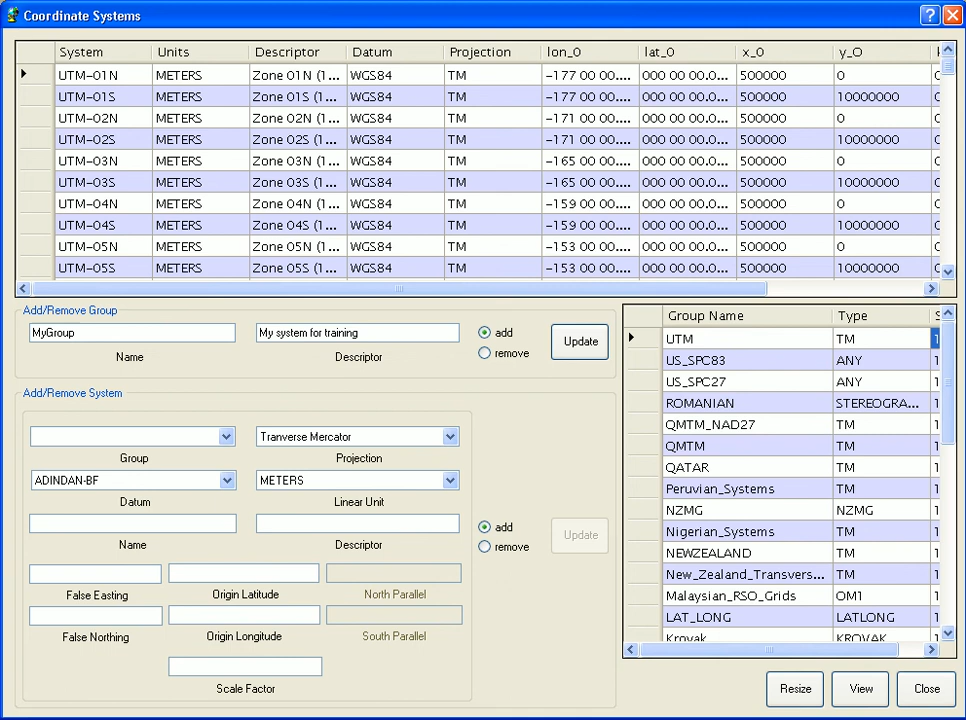 Coordinate Systems
System Units Descriptor Datum Projection lon_0 lat_0 x_0 y_0
UTM-01N METERS Zone 01N (1... WGS84 TM -177 00 00.... 000 00 00.0... 500000 0
UTM-01S METERS Zone 01S (1... WGS84 TM -177 00 00.... 000 00 00.0... 500000 10000000
UTM-02N METERS Zone 02N (1... WGS84 TM -171 00 00.... 000 00 00.0... 500000 0
UTM-02S METERS Zone 02S (1... WGS84 TM -171 00 00.... 000 00 00.0... 500000 10000000
UTM-03N METERS Zone 03N (1... WGS84 TM -165 00 00.... 000 00 00.0... 500000 0
UTM-03S METERS Zone 03S (1... WGS84 TM -165 00 00.... 000 00 00.0... 500000 10000000
UTM-04N METERS Zone 04N (1... WGS84 TM -159 00 00.... 000 00 00.0... 500000 0
UTM-04S METERS Zone 04S (1... WGS84 TM -159 00 00.... 000 00 00.0... 500000 10000000
UTM-05N METERS Zone 05N (1... WGS84 TM -153 00 00.... 000 00 00.0... 500000 0
UTM-05S METERS Zone 05S (1... WGS84 TM -153 00 00.... 000 00 00.0... 500000 10000000
Add/Remove Group
MyGroup My system for training add
Name Descriptor remove Update
Add/Remove System
Tranverse Mercator
Group Projection
ADINDAN-BF METERS
Datum Linear Unit
add
Name Descriptor remove Update
False Easting Origin Latitude North Parallel
False Northing Origin Longitude South Parallel
Scale Factor
Group Name Type
UTM TM
US_SPC83 ANY
US_SPC27 ANY
ROMANIAN STEREOGRA...
QMTM_NAD27 TM
QMTM TM
QATAR TM
Peruvian_Systems TM
NZMG NZMG
Nigerian_Systems TM
NEWZEALAND TM
New_Zealand_Transvers... TM
Malaysian_RSO_Grids OM1
LAT_LONG LATLONG
Krovak KROVAK
Resize View Close